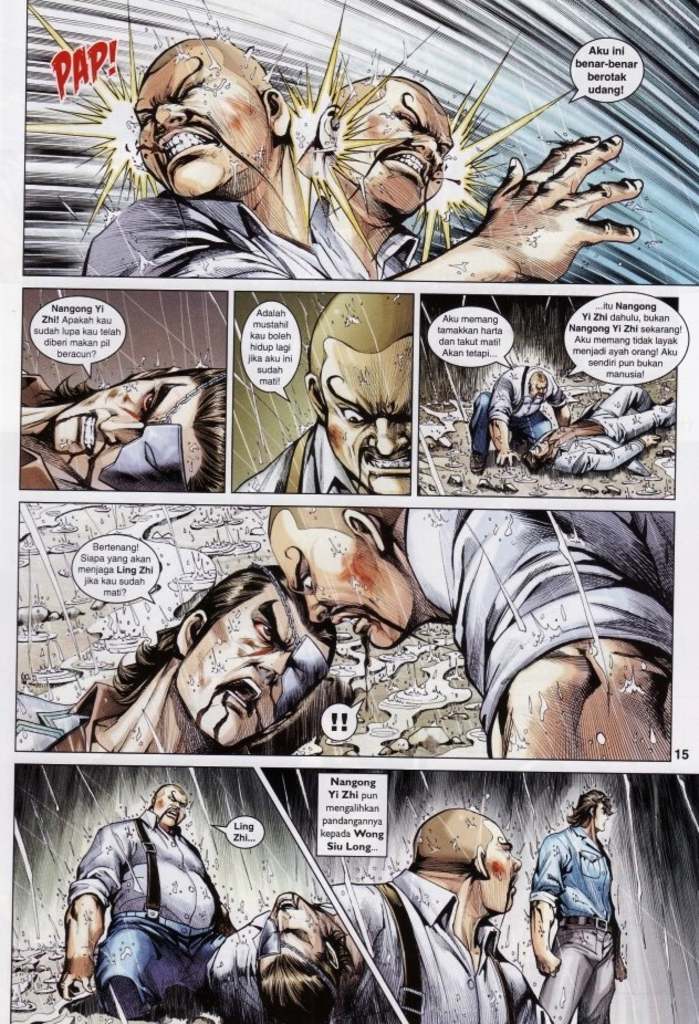 PAP!
Aku ini
benar-benar
berotak
udang!
Nangong Yi
Zhi! Apakah kau
sudah lupa kau telah
diberi makan pil
beracun?
Adalah
mustahil
kau boleh
hidup lagi
jika aku ini
sudah
mati!
Aku memang
tamakkan harta
dan takut mati!
Akan tetapi...
...itu Nangong
Yi Zhi dahulu, bukan
Nangong Yi Zhi sekarang!
Aku memang tidak layak
menjadi ayah orang! Aku
sendiri pun bukan
manusia!
Bertenang!
Siapa yang akan
menjaga Ling Zhi
jika kau sudah
mati?
!!
15
Ling
Zhi...
Nangong
Yi Zhi pun
mengalihkan
pandangannya
kepada Wong
Siu Long...